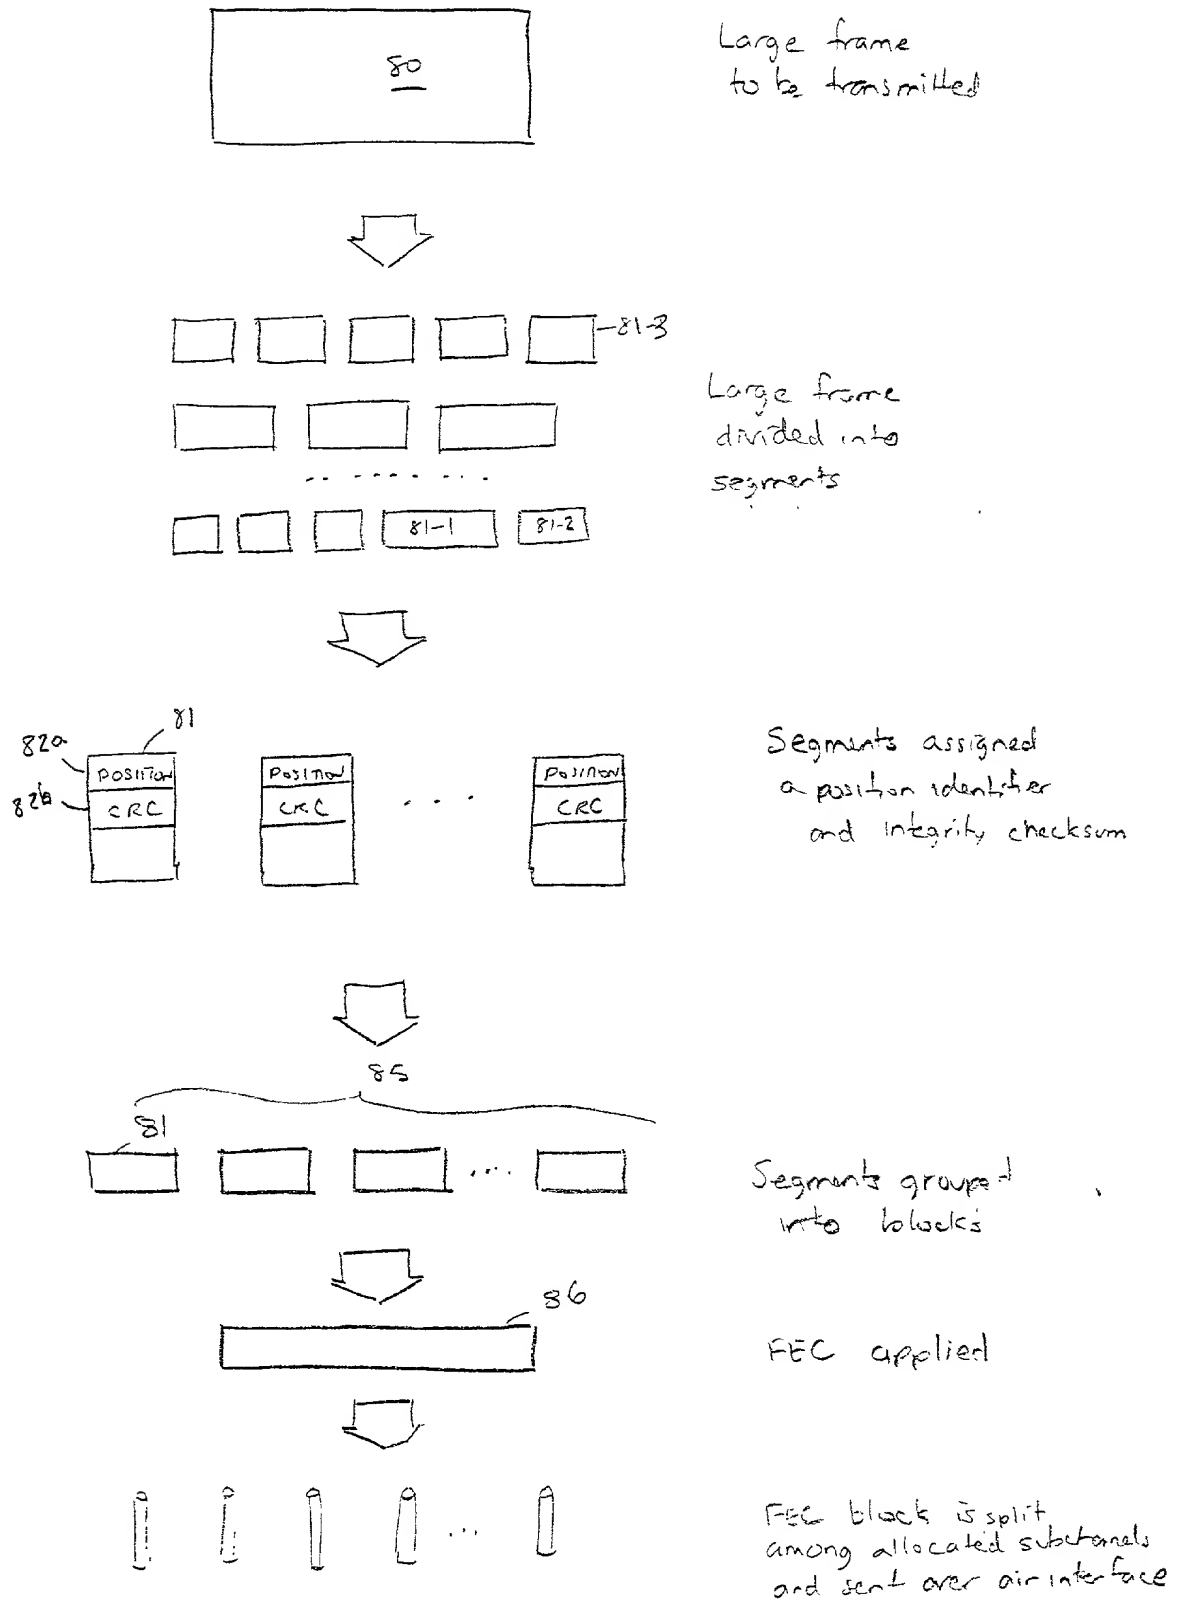 80
Large frame
to be transmitted
81-3
Large frame
divided into
segments
81-1
81-2
81
82a
82b
POSITION
CRC
POSITION
CRC
POSITION
CRC
Segments assigned
a position identifier
and integrity checksum
85
81
Segments grouped
into blocks
86
FEC applied
FEC block is split
among allocated subchannels
and sent over air interface